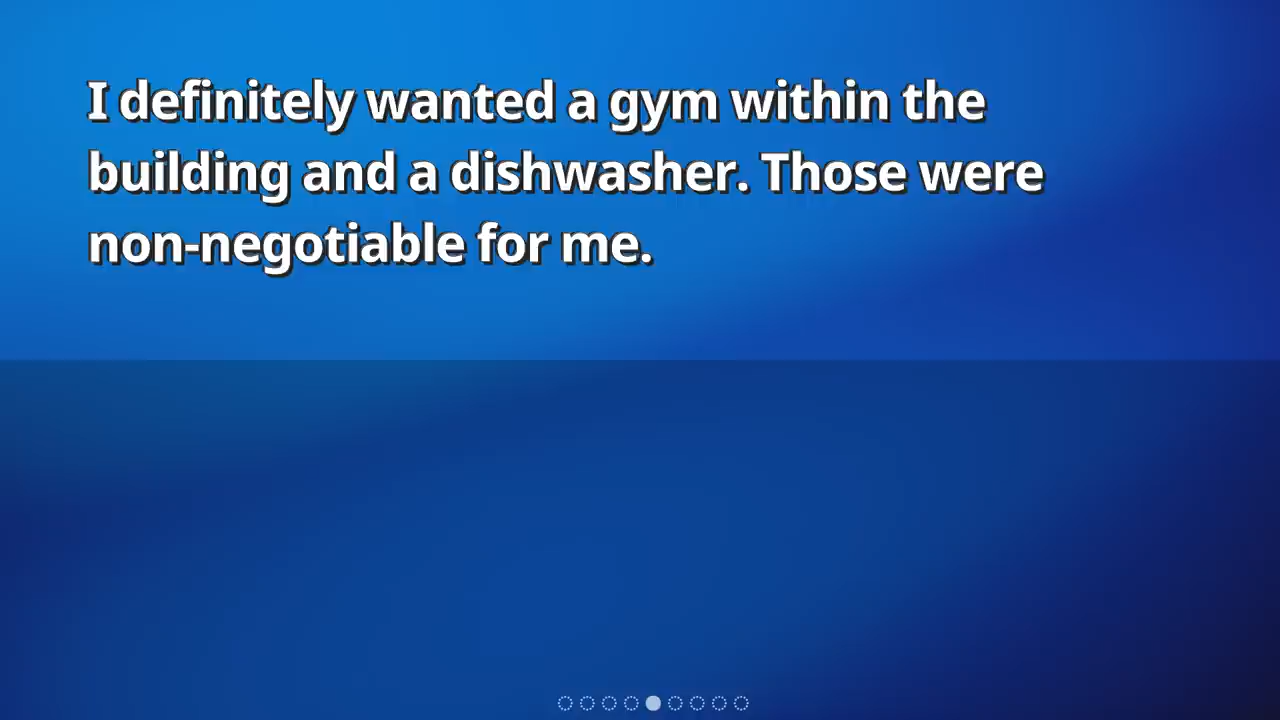 I definitely wanted a gym within the
building and a dishwasher. Those were
non-negotiable for me.